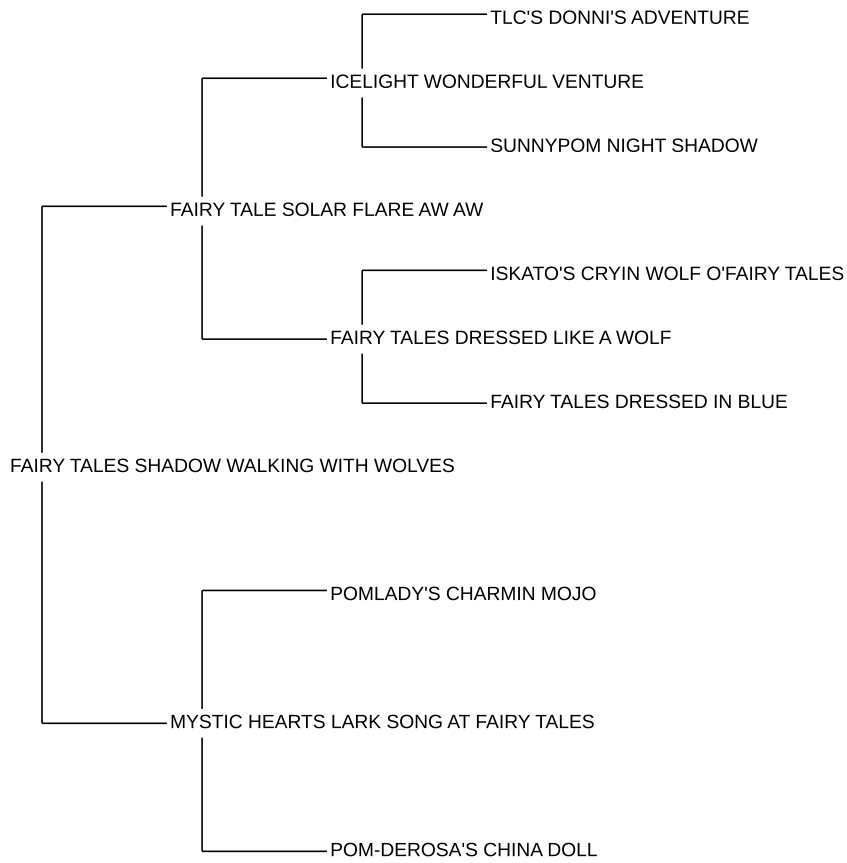 TLC'S DONNI'S ADVENTURE
ICELIGHT WONDERFUL VENTURE
SUNNYPOM NIGHT SHADOW
FAIRY TALE SOLAR FLARE AW AW
ISKATO'S CRYIN WOLF O'FAIRY TALES
FAIRY TALES DRESSED LIKE A WOLF
FAIRY TALES DRESSED IN BLUE
FAIRY TALES SHADOW WALKING WITH WOLVES
POMLADY'S CHARMIN MOJO
MYSTIC HEARTS LARK SONG AT FAIRY TALES
POM-DEROSA'S CHINA DOLL